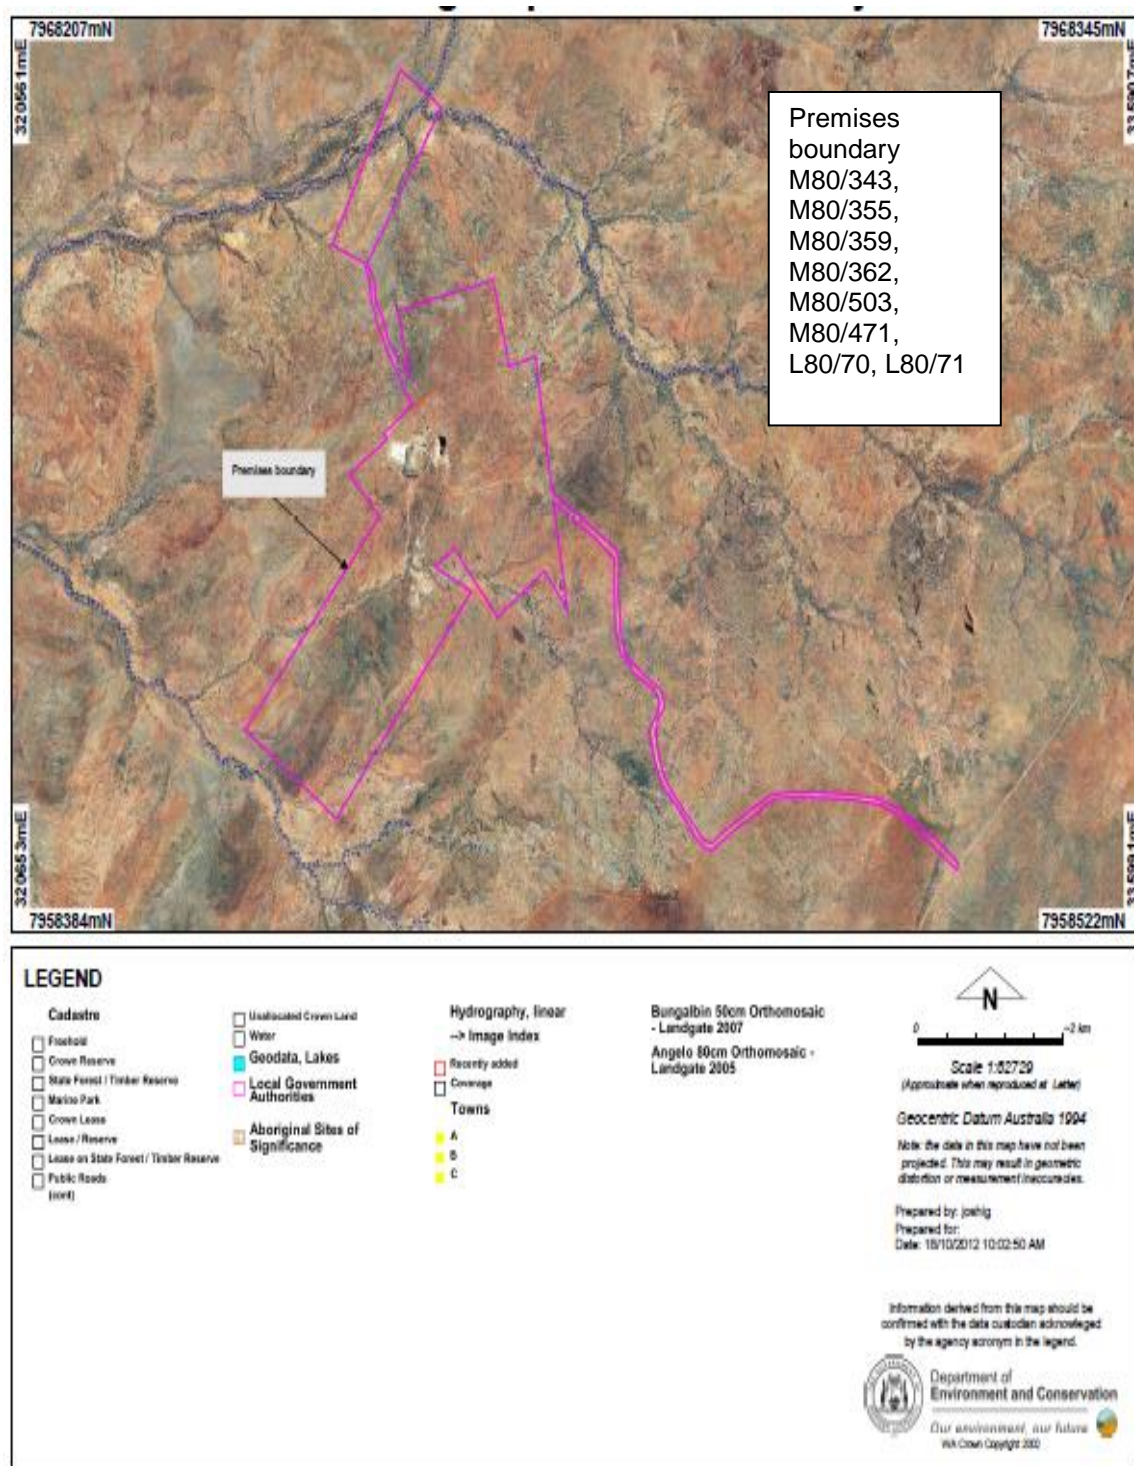 7968207mN
7968345mN
320561mE
335907mE
Premises
boundary
M80/343,
M80/355,
M80/359,
M80/362,
M80/503,
M80/471,
L80/70, L80/71
Premises boundary
320653mE
335991mE
7958384mN
7958522mN
LEGEND
Cadastre
Freehold
Crown Reserve
State Forest / Timber Reserve
Marine Park
Crown Lease
Lease / Reserve
Lease on State Forest / Timber Reserve
Public Roads
(cont)
Unallocated Crown Land
Water
Geodata, Lakes
Local Government
Authorities
Aboriginal Sites of
Significance
Hydrography, linear
--> Image Index
Recently added
Coverage
Towns
A
B
C
Bungalbin 50cm Orthomosaic
- Landgate 2007
Angelo 80cm Orthomosaic -
Landgate 2005
N
0 ~2 km
Scale 1:62729
(Approximate when reproduced at Letter)
Geocentric Datum Australia 1994
Note: the data in this map have not been
projected. This may result in geometric
distortion or measurement inaccuracies.
Prepared by: joshig
Prepared for:
Date: 18/10/2012 10:02:50 AM
Information derived from this map should be
confirmed with the data custodian acknowleged
by the agency acronym in the legend.
Department of
Environment and Conservation
Our environment, our future
WA Crown Copyright 2002